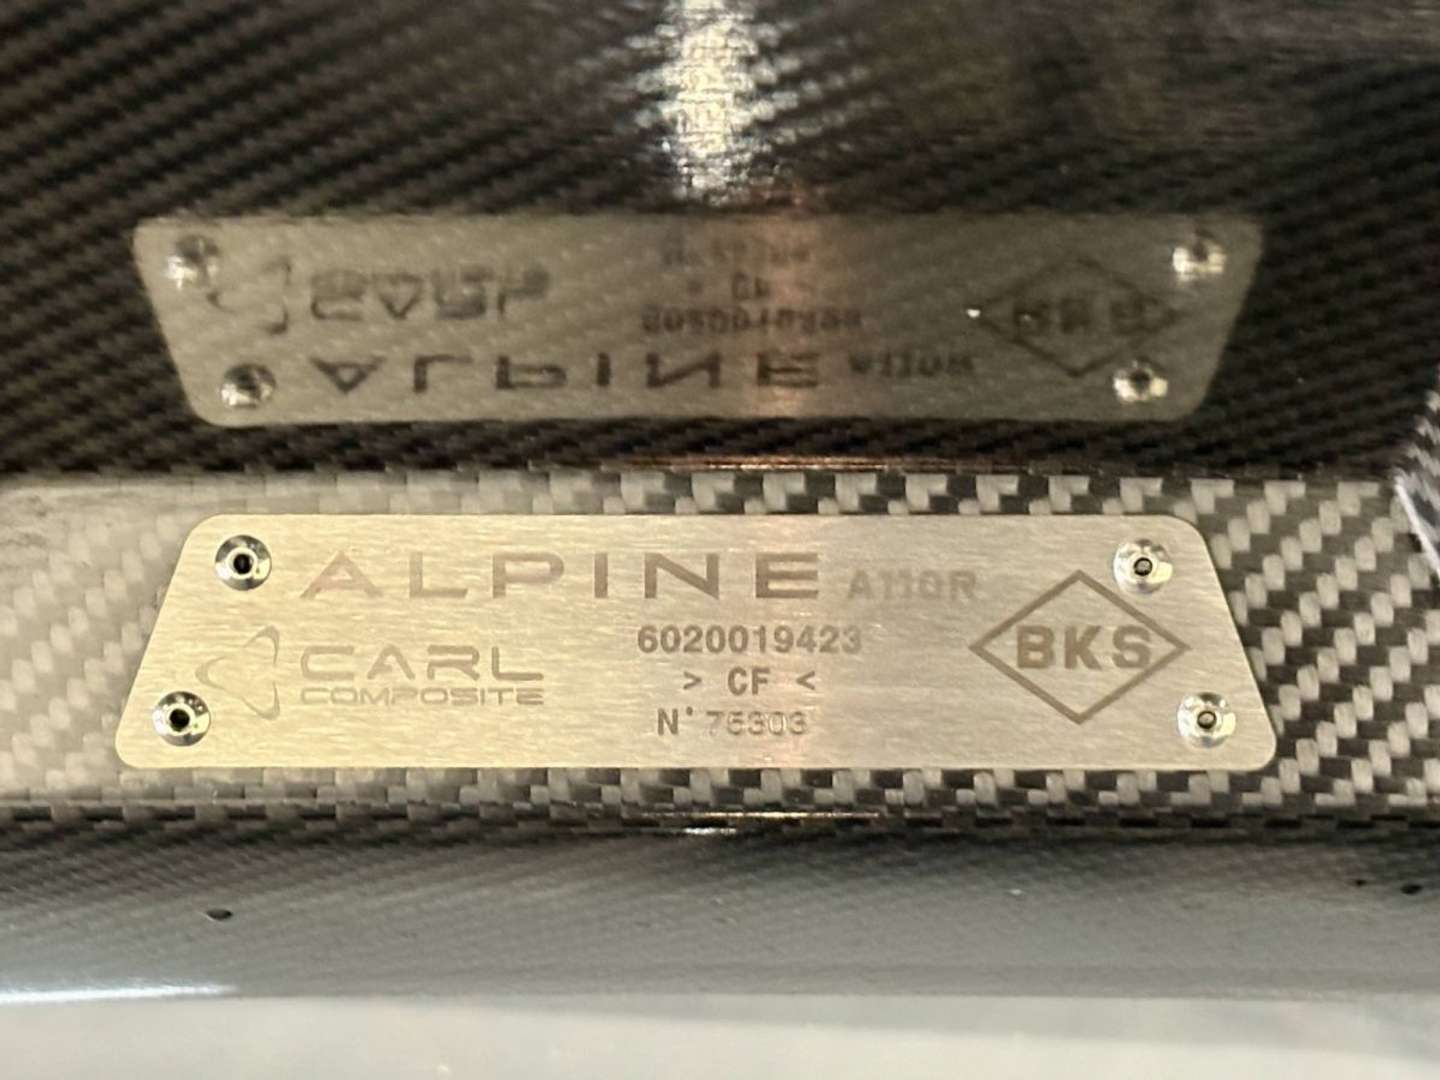 ALPINE A110R
CARL
COMPOSITE
6020019423
> CF <
N° 75303
BKS